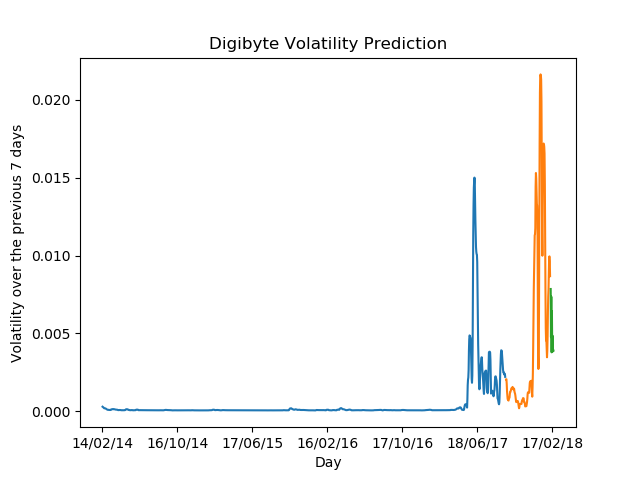 Digibyte Volatility Prediction
Volatility over the previous 7 days
0.020
0.015
0.010
0.005
0.000
14/02/14 16/10/14 17/06/15 16/02/16 17/10/16 18/06/17 17/02/18
Day